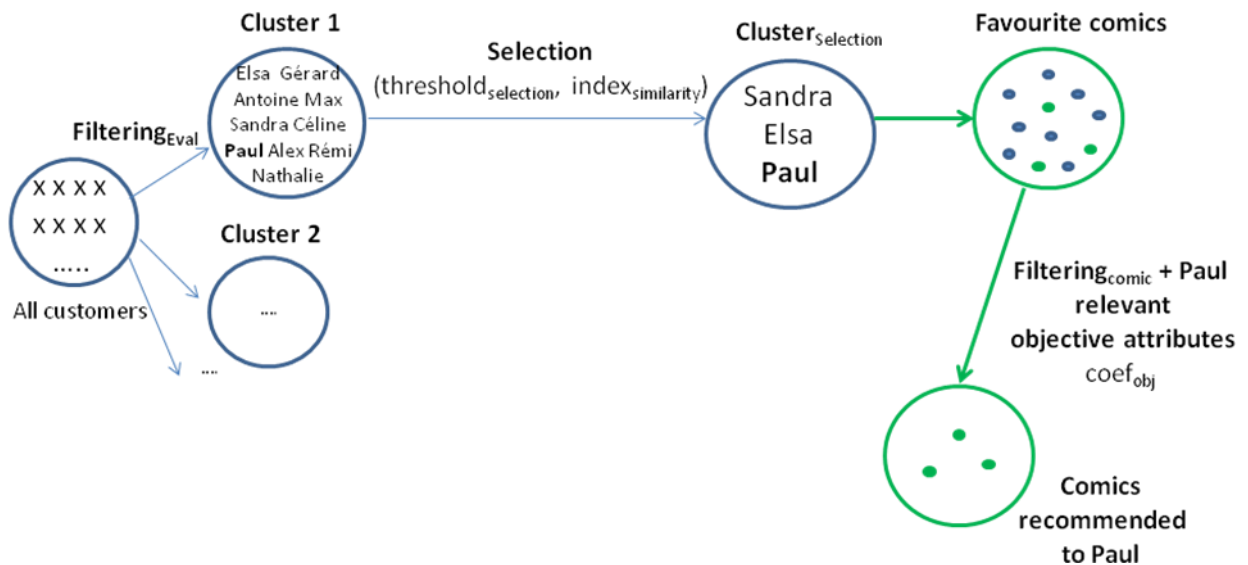 Cluster 1
Elsa Gérard
Antoine Max
Sandra Céline
Paul Alex Rémi
Nathalie
Filtering_Eval
X X X X
X X X X
.....
All customers
Cluster 2
....
....
Selection
(threshold_selection, index_similarity)
Cluster_Selection
Sandra
Elsa
Paul
Favourite comics
Filtering_comic + Paul
relevant
objective attributes
coef_obj
Comics
recommended
to Paul